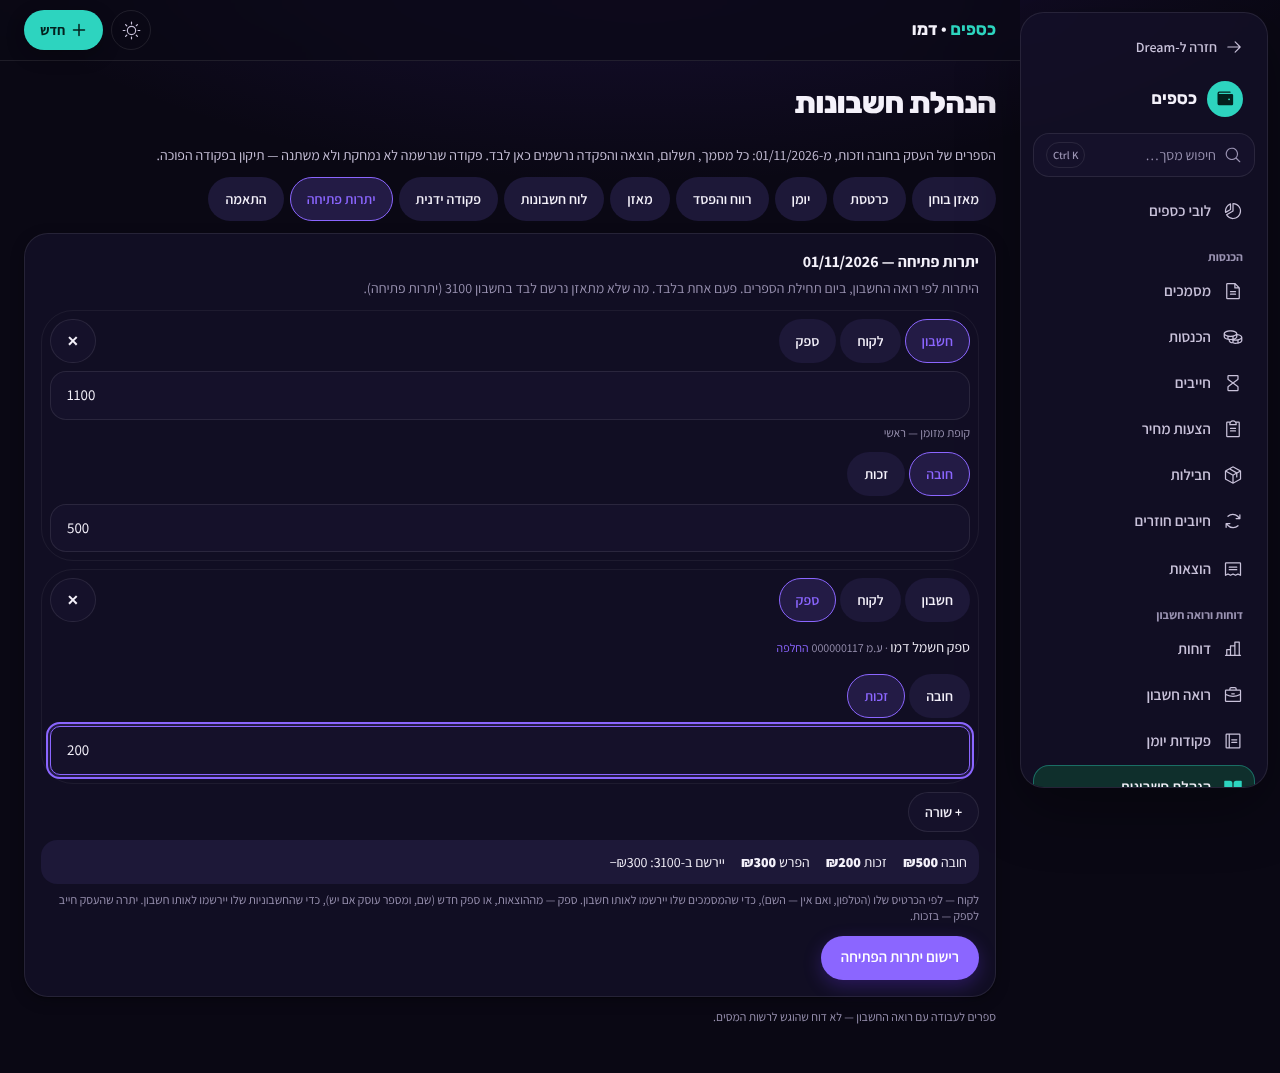 חזרה ל-Dream
כספים
חיפוש מסך...
Ctrl K
לובי כספים
הכנסות
מסמכים
הכנסות
חייבים
הצעות מחיר
חבילות
חיובים חוזרים
הוצאות
דוחות ורואה חשבון
דוחות
רואה חשבון
פקודות יומן
הנהלת חשבונות
כספים • דמו
+ חדש
הנהלת חשבונות
הספרים של העסק בחובה וזכות, מ-01/11/2026: כל מסמך, תשלום, הוצאה והפקדה נרשמים כאן לבד. פקודה שנרשמה לא נמחקת ולא משתנה — תיקון בפקודה הפוכה.
מאזן בוחן
כרטסת
יומן
רווח והפסד
מאזן
לוח חשבונות
פקודה ידנית
יתרות פתיחה
התאמה
יתרות פתיחה — 01/11/2026
היתרות לפי רואה החשבון, ביום תחילת הספרים. פעם אחת בלבד. מה שלא מתאזן נרשם לבד בחשבון 3100 (יתרות פתיחה).
חשבון
לקוח
ספק
✕
1100
קופת מזומן — ראשי
חובה
זכות
500
חשבון
לקוח
ספק
✕
ספק חשמל דמו · ע.מ 000000117 החלפה
חובה
זכות
200
+ שורה
חובה ₪500 זכות ₪200 הפרש ₪300 יירשם ב-3100: ₪300−
לקוח — לפי הכרטיס שלו (הטלפון, ואם אין — השם), כדי שהמסמכים שלו יירשמו לאותו חשבון. ספק — מההוצאות, או ספק חדש (שם, ומספר עוסק אם יש), כדי שהחשבוניות שלו יירשמו לאותו חשבון. יתרה שהעסק חייב
לספק — בזכות.
רישום יתרות הפתיחה
ספרים לעבודה עם רואה החשבון — לא דוח שהוגש לרשות המסים.